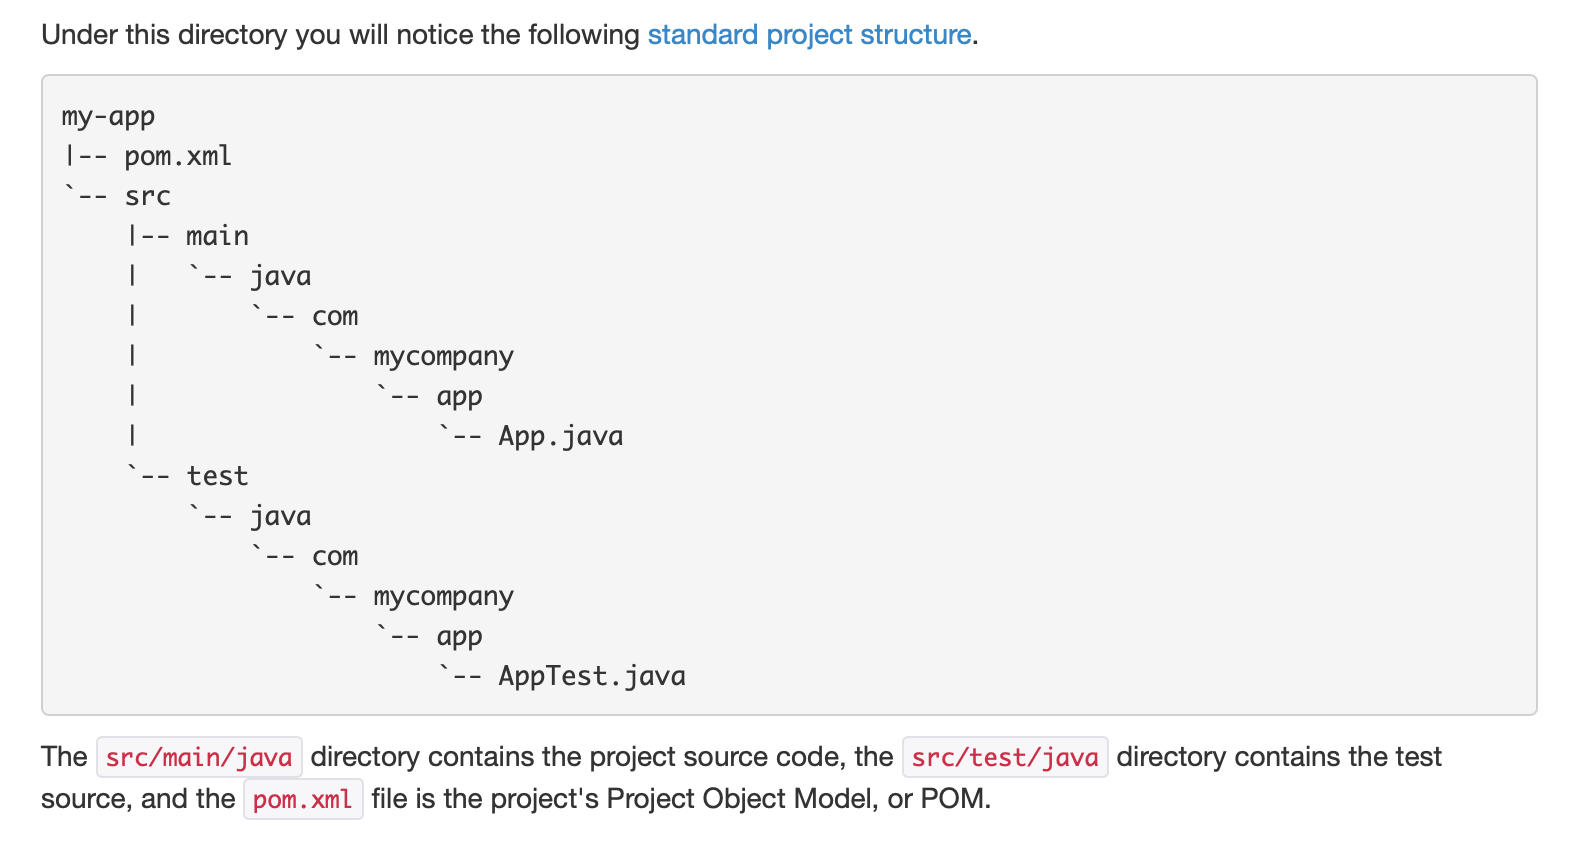 Under this directory you will notice the following standard project structure.
my-app
|-- pom.xml
`-- src
    |-- main
    |   `-- java
    |       `-- com
    |           `-- mycompany
    |               `-- app
    |                   `-- App.java
    `-- test
        `-- java
            `-- com
                `-- mycompany
                    `-- app
                        `-- AppTest.java
The src/main/java directory contains the project source code, the src/test/java directory contains the test
source, and the pom.xml file is the project's Project Object Model, or POM.